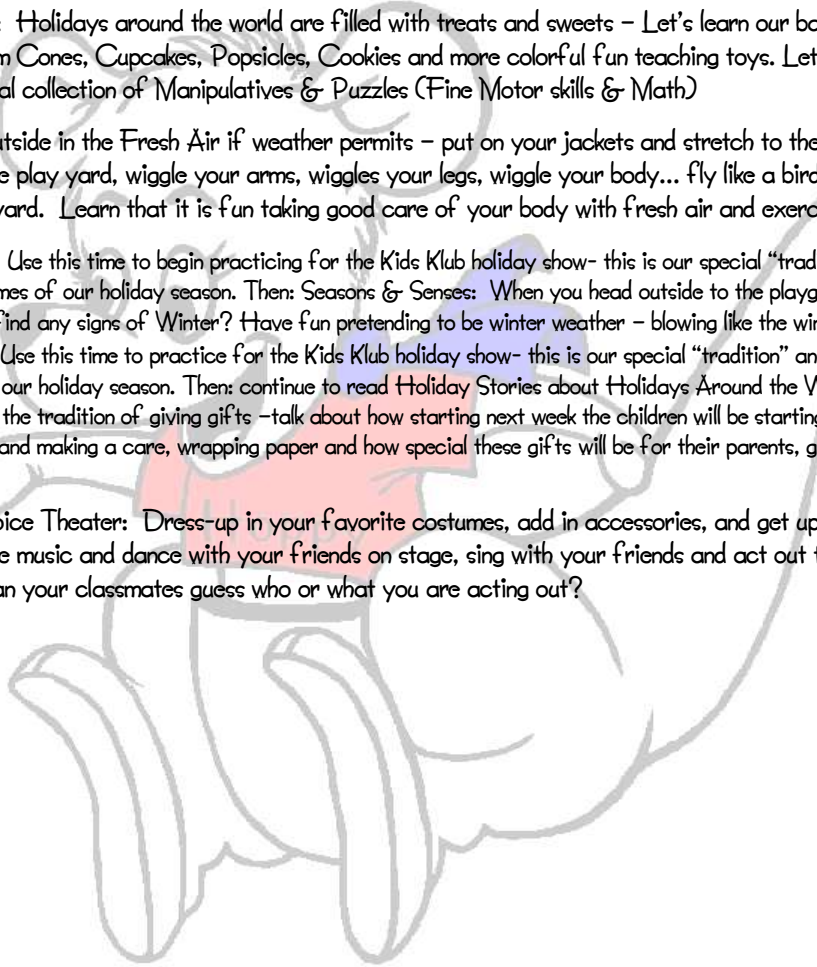 : Holidays around the world are filled with treats and sweets – Let's learn our ba
m Cones, Cupcakes, Popsicles, Cookies and more colorful fun teaching toys. Let
al collection of Manipulatives & Puzzles (Fine Motor skills & Math)
utside in the Fresh Air if weather permits – put on your jackets and stretch to the
e play yard, wiggle your arms, wiggles your legs, wiggle your body... fly like a bird
yard. Learn that it is fun taking good care of your body with fresh air and exerc
Use this time to begin practicing for the Kids Klub holiday show- this is our special “trad
mes of our holiday season. Then: Seasons & Senses: When you head outside to the playg
find any signs of Winter? Have fun pretending to be winter weather – blowing like the win
Use this time to practice for the Kids Klub holiday show- this is our special “tradition” an
our holiday season. Then: continue to read Holiday Stories about Holidays Around the W
the tradition of giving gifts –talk about how starting next week the children will be starting
and making a care, wrapping paper and how special these gifts will be for their parents, g
Hoppy
oice Theater: Dress-up in your favorite costumes, add in accessories, and get up
e music and dance with your friends on stage, sing with your friends and act out t
an your classmates guess who or what you are acting out?